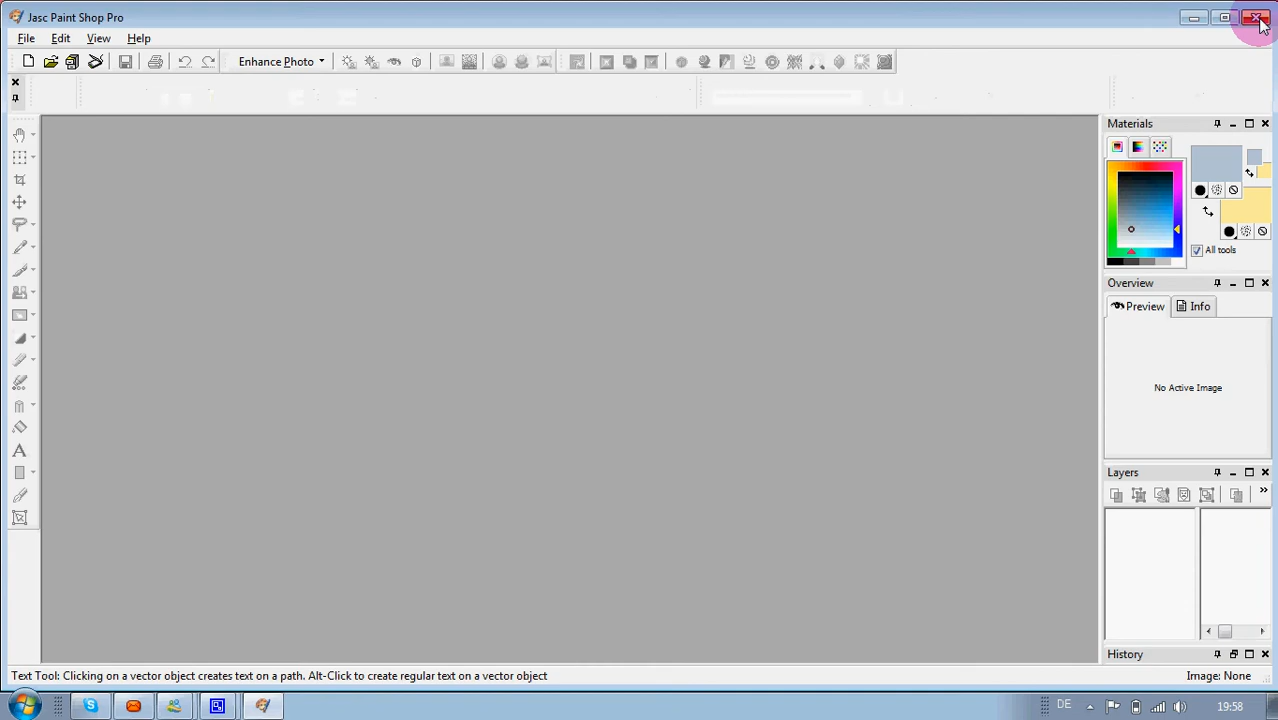 Jasc Paint Shop Pro
File Edit View Help
Enhance Photo
Materials
All tools
Overview
Preview Info
No Active Image
Layers
History
Text Tool: Clicking on a vector object creates text on a path. Alt-Click to create regular text on a vector object
Image: None
DE 19:58